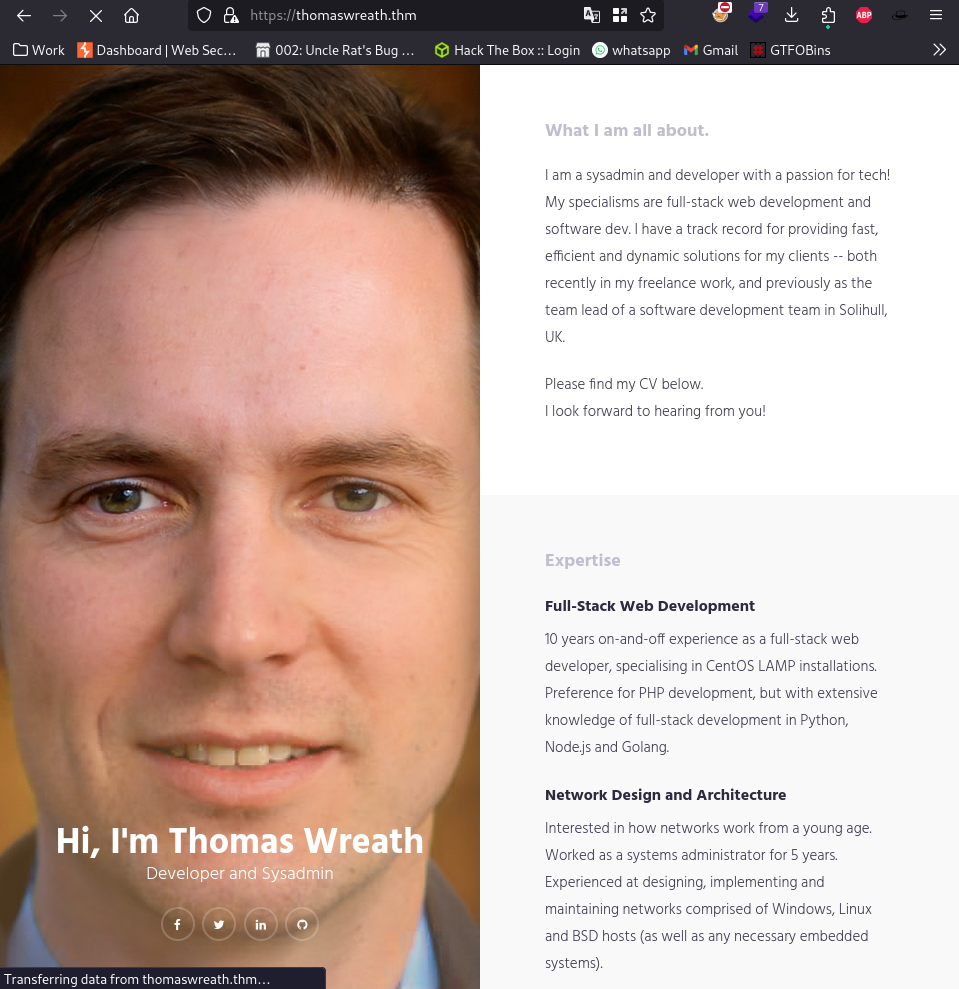 https://thomaswreath.thm
7
ABP
Work
Dashboard | Web Sec…
002: Uncle Rat's Bug …
Hack The Box :: Login
whatsapp
Gmail
GTFOBins
What I am all about.
I am a sysadmin and developer with a passion for tech!
My specialisms are full-stack web development and
software dev. I have a track record for providing fast,
efficient and dynamic solutions for my clients -- both
recently in my freelance work, and previously as the
team lead of a software development team in Solihull,
UK.
Please find my CV below.
I look forward to hearing from you!
Expertise
Full-Stack Web Development
10 years on-and-off experience as a full-stack web
developer, specialising in CentOS LAMP installations.
Preference for PHP development, but with extensive
knowledge of full-stack development in Python,
Node.js and Golang.
Network Design and Architecture
Interested in how networks work from a young age.
Worked as a systems administrator for 5 years.
Experienced at designing, implementing and
maintaining networks comprised of Windows, Linux
and BSD hosts (as well as any necessary embedded
systems).
Hi, I'm Thomas Wreath
Developer and Sysadmin
Transferring data from thomaswreath.thm…